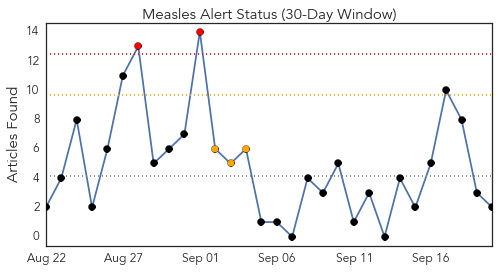 Measles Alert Status (30-Day Window)
Articles Found
14
12
10
8
6
4
2
0
Aug 22 Aug 27 Sep 01 Sep 06 Sep 11 Sep 16